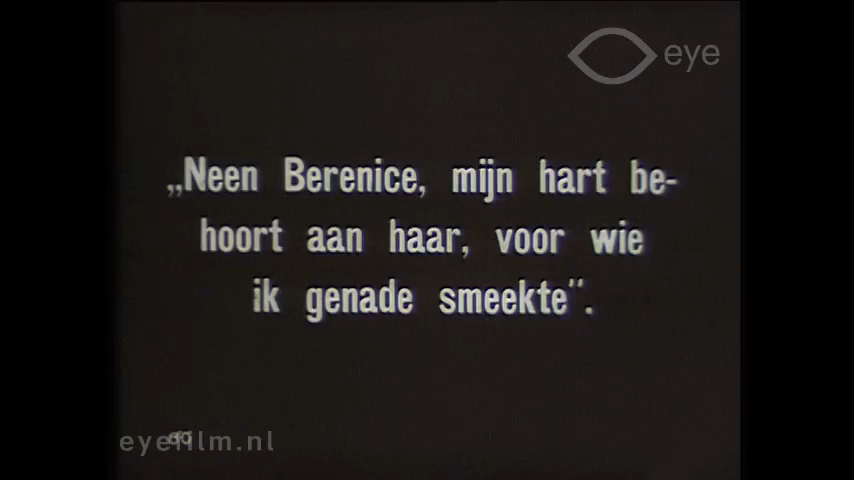 eye
„Neen Berenice, mijn hart be-
hoort aan haar, voor wie
ik genade smeekte".
eyefilm.nl